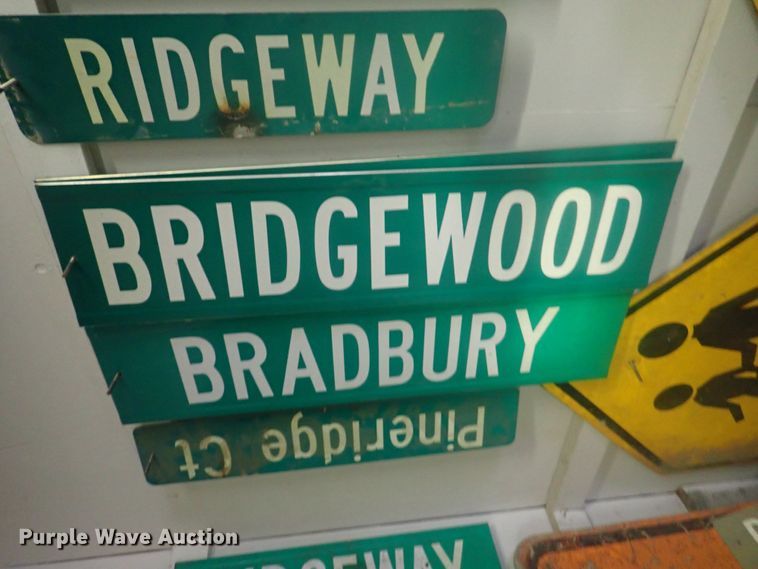 RIDGEWAY
BRIDGEWOOD
BRADBURY
Pineridge Ct
Purple Wave Auction